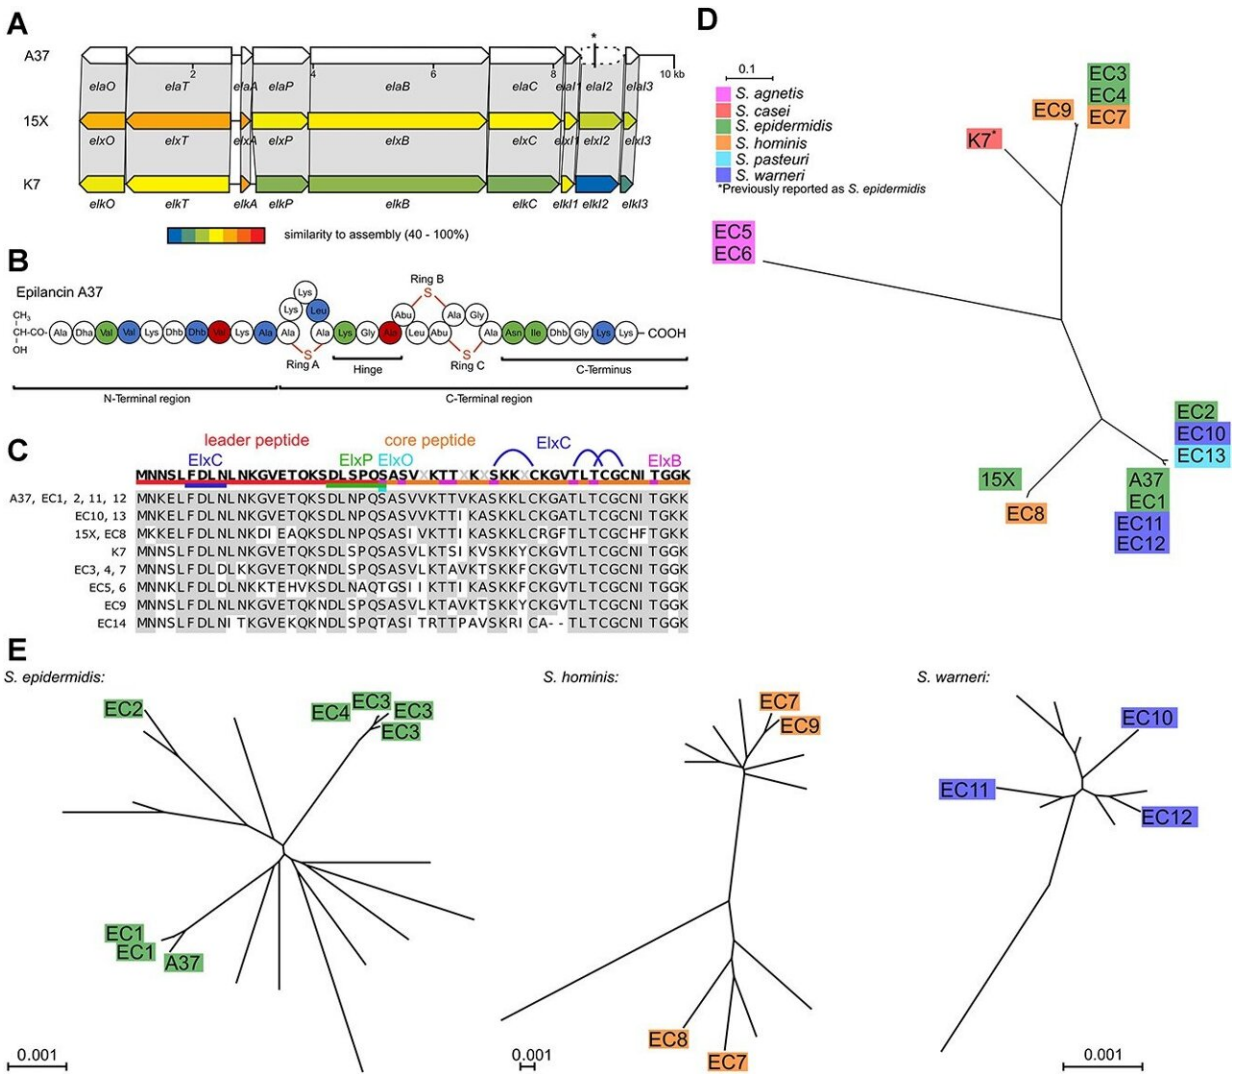 A
A37
*
2
4
6
8
10 kb
elaO elaT elaA elaP elaB elaC elaI1 elaI2 elaI3
15X
elxO elxT elxA elxP elxB elxC elxI1 elxI2 elxI3
K7
elkO elkT elkA elkP elkB elkC elkI1 elkI2 elkI3
similarity to assembly (40 - 100%)
B
Epilancin A37
CH₃
CH-CO-
OH
Ala Dha Val Val Lys Dhb Dhb Val Lys Ala Ala Lys Lys Leu Ala Lys Gly Abu Leu Abu Ala Gly Ala Asn Ile Dhb Gly Lys Lys COOH
Ring A
S
Ring B
S
Ring C
S
Hinge
C-Terminus
N-Terminal region
C-Terminal region
C
leader peptide
core peptide
ElxC
ElxC
ElxP
ElxO
ElxB
MNNSLFDLNLNKGVETQKSDLSPQSASVXKTTXKXSKKXCKGVTLTCGCNITGGK
A37, EC1, 2, 11, 12 MNKELFDLNLNKGVETQKSDLNPQSASVVKTTVKASKKLCKGATLTCGCNITGKK
EC10, 13 MNKELFDLNLNKGVETQKSDLNPQSASVVKTTIKASKKLCKGATLTCGCNITGKK
15X, EC8 MKKELFDLNLNKDIEAQKSDLNPQSASIVKTTIKASKKLCRGFTLTCGCHFTGKK
K7 MNNSLFDLNLNKGVETQKSDLSPQSASVLKTSIKVSKKYCKGVTLTCGCNITGGK
EC3, 4, 7 MNNSLFDLDLKKGVETQKNDLSPQSASVLKTAVKTSKKFCKGVTLTCGCNITGGK
EC5, 6 MNNKLFDLDLNKKTEHVKSDLNAQTGSIIKTTIKASKKFCKGVTLTCGCNITGGK
EC9 MNNSLFDLNLNKGVETQKNDLSPQSASVLKTAVKTSKKYCKGVTLTCGCNITGGK
EC14 MNNSLFDLNITKGVEKQKNDLSPQTASITRTTPAVSKRICA--TLTCGCNITGGK
D
0.1
S. agnetis
S. casei
S. epidermidis
S. hominis
S. pasteuri
S. warneri
*Previously reported as S. epidermidis
EC3
EC4
EC7
EC9
K7*
EC5
EC6
EC2
EC10
EC13
A37
EC1
EC11
EC12
15X
EC8
E
S. epidermidis:
EC2
EC3
EC4
EC3
EC3
EC1
EC1
A37
0.001
S. hominis:
EC7
EC9
EC8
EC7
0.001
S. warneri:
EC10
EC11
EC12
0.001